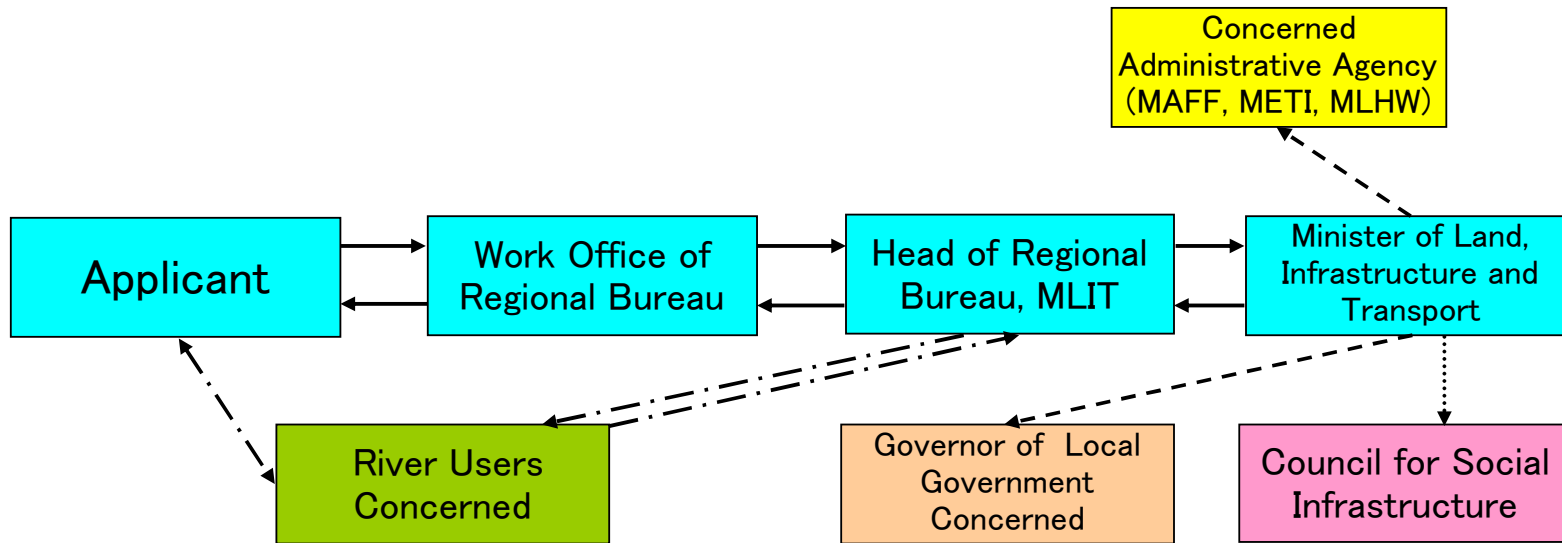 Concerned
Administrative Agency
(MAFF, METI, MLHW)
Applicant
Work Office of
Regional Bureau
Head of Regional
Bureau, MLIT
Minister of Land,
Infrastructure and
Transport
River Users
Concerned
Governor of Local
Government
Concerned
Council for Social
Infrastructure